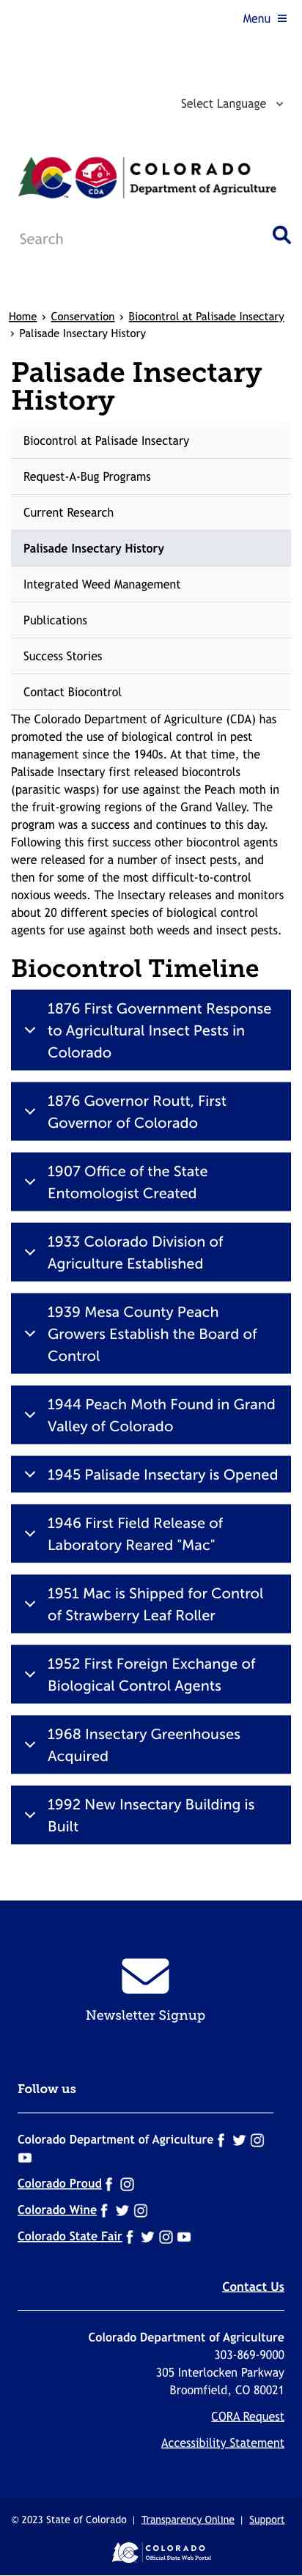 Menu
Select Language
COLORADO
Department of Agriculture
CDA
Search
Home › Conservation › Biocontrol at Palisade Insectary
› Palisade Insectary History
Palisade Insectary
History
Biocontrol at Palisade Insectary
Request-A-Bug Programs
Current Research
Palisade Insectary History
Integrated Weed Management
Publications
Success Stories
Contact Biocontrol
The Colorado Department of Agriculture (CDA) has
promoted the use of biological control in pest
management since the 1940s. At that time, the
Palisade Insectary first released biocontrols
(parasitic wasps) for use against the Peach moth in
the fruit-growing regions of the Grand Valley. The
program was a success and continues to this day.
Following this first success other biocontrol agents
were released for a number of insect pests, and
then for some of the most difficult-to-control
noxious weeds. The Insectary releases and monitors
about 20 different species of biological control
agents for use against both weeds and insect pests.
Biocontrol Timeline
1876 First Government Response
to Agricultural Insect Pests in
Colorado
1876 Governor Routt, First
Governor of Colorado
1907 Office of the State
Entomologist Created
1933 Colorado Division of
Agriculture Established
1939 Mesa County Peach
Growers Establish the Board of
Control
1944 Peach Moth Found in Grand
Valley of Colorado
1945 Palisade Insectary is Opened
1946 First Field Release of
Laboratory Reared "Mac"
1951 Mac is Shipped for Control
of Strawberry Leaf Roller
1952 First Foreign Exchange of
Biological Control Agents
1968 Insectary Greenhouses
Acquired
1992 New Insectary Building is
Built
Newsletter Signup
Follow us
Colorado Department of Agriculture
Colorado Proud
Colorado Wine
Colorado State Fair
Contact Us
Colorado Department of Agriculture
303-869-9000
305 Interlocken Parkway
Broomfield, CO 80021
CORA Request
Accessibility Statement
© 2023 State of Colorado | Transparency Online | Support
COLORADO
Official State Web Portal